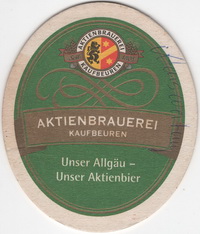 AKTIENBRAUEREI
KAUFBEUREN
AKTIENBRAUEREI
KAUFBEUREN
Unser Allgäu –
Unser Aktienbier